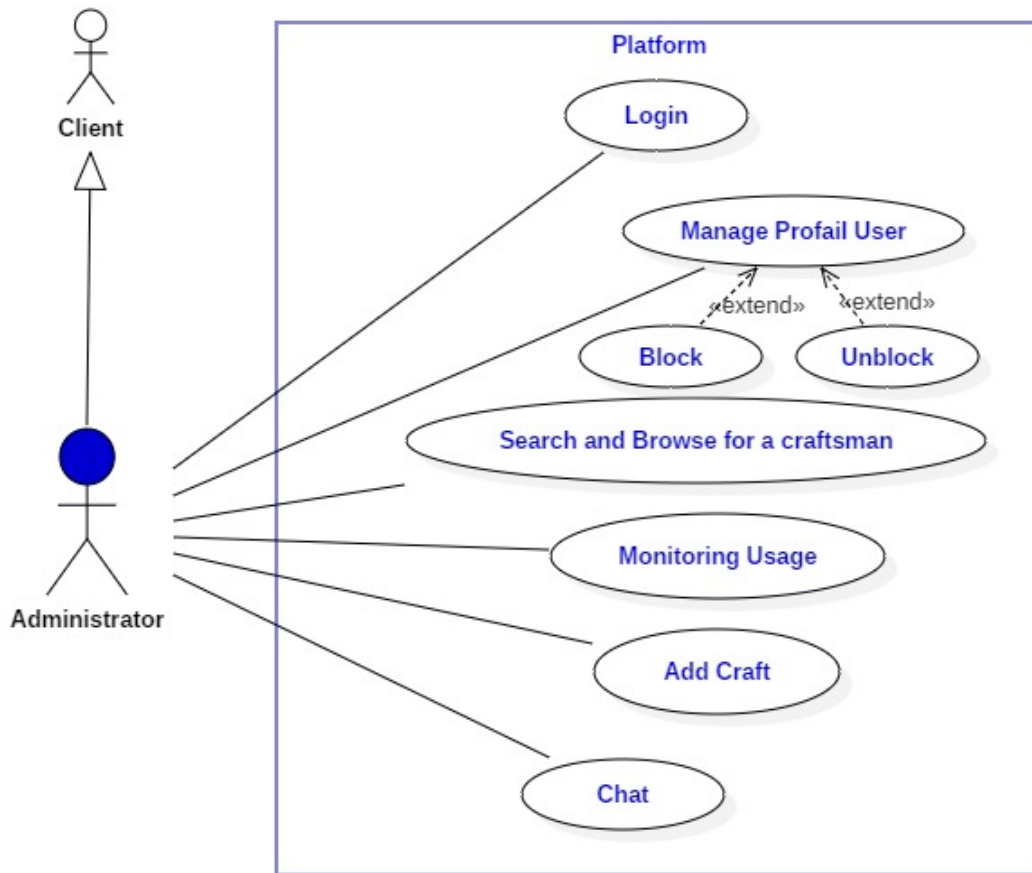 Platform
Client
Login
Manage Profail User
«extend»
«extend»
Block
Unblock
Search and Browse for a craftsman
Monitoring Usage
Administrator
Add Craft
Chat